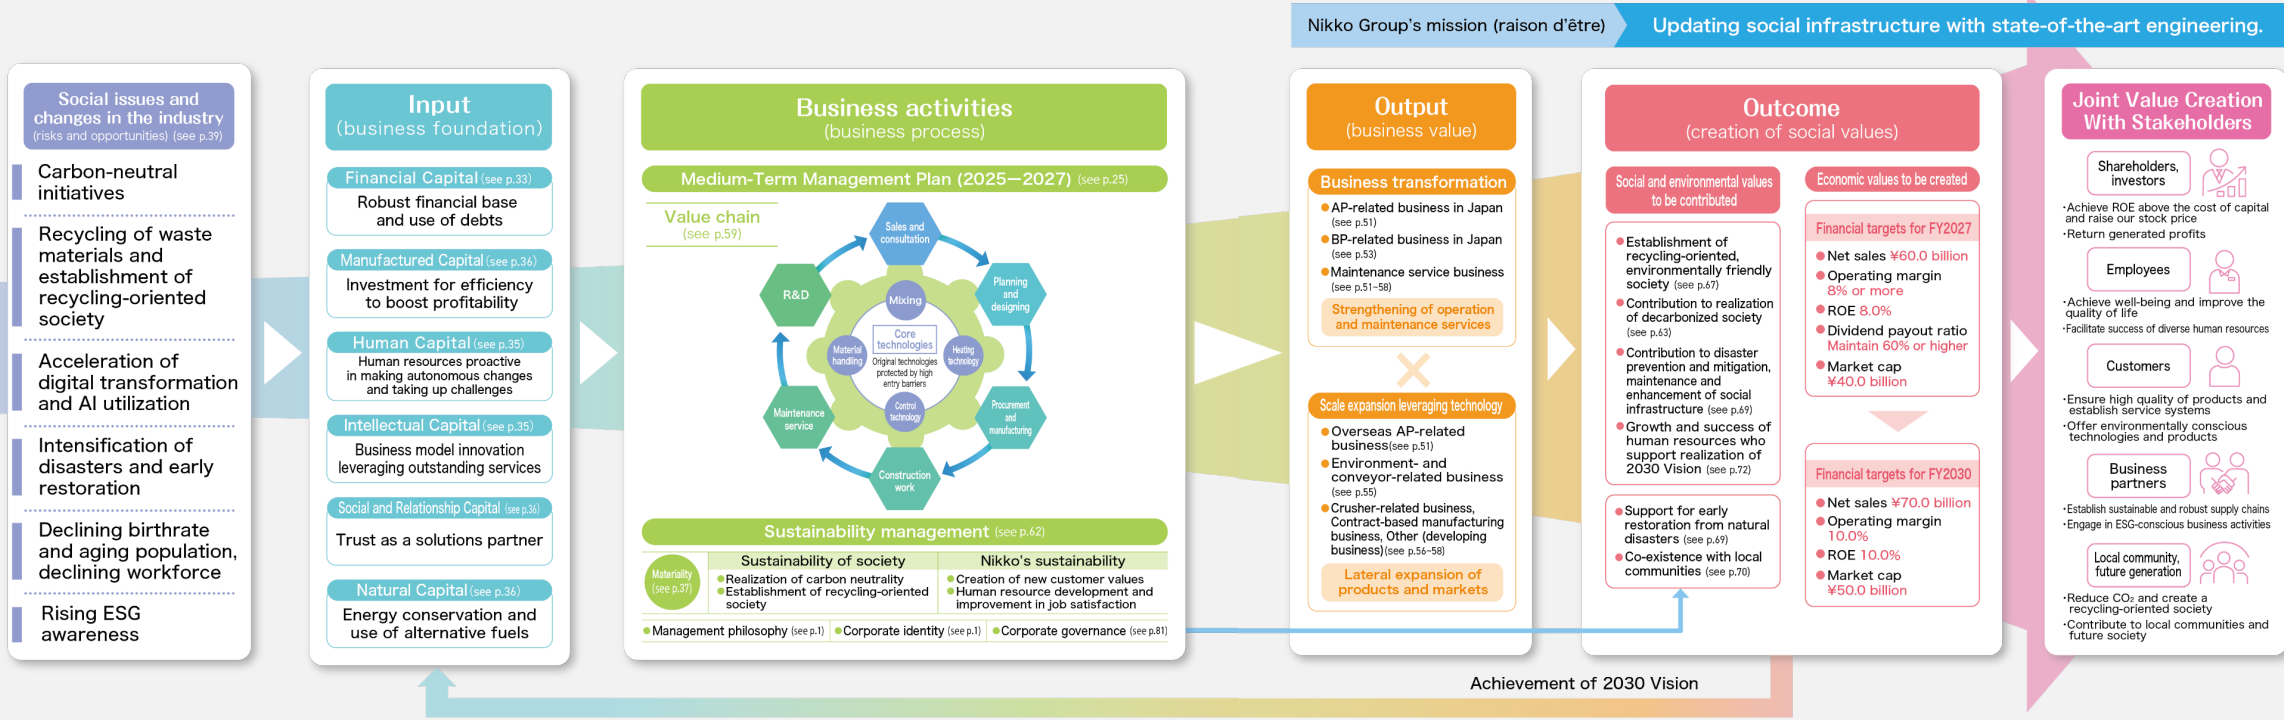 Nikko Group's mission (raison d'être)
Updating social infrastructure with state-of-the-art engineering.
Social issues and
changes in the industry
(risks and opportunities) (see p.39)
Carbon-neutral
initiatives
Recycling of waste
materials and
establishment of
recycling-oriented
society
Acceleration of
digital transformation
and AI utilization
Intensification of
disasters and early
restoration
Declining birthrate
and aging population,
declining workforce
Rising ESG
awareness
Input
(business foundation)
Financial Capital (see p.33)
Robust financial base
and use of debts
Manufactured Capital (see p.36)
Investment for efficiency
to boost profitability
Human Capital (see p.35)
Human resources proactive
in making autonomous changes
and taking up challenges
Intellectual Capital (see p.35)
Business model innovation
leveraging outstanding services
Social and Relationship Capital (see p.36)
Trust as a solutions partner
Natural Capital (see p.36)
Energy conservation and
use of alternative fuels
Business activities
(business process)
Medium-Term Management Plan (2025—2027) (see p.25)
Value chain
(see p.59)
Sales and
consultation
Planning
and
designing
Procurement
and
manufacturing
Construction
work
Maintenance
service
R&D
Mixing
Heating
technology
Control
technology
Material
handling
Core
technologies
Original technologies
protected by high
entry barriers
Sustainability management (see p.62)
Materiality
(see p.37)
Sustainability of society
●Realization of carbon neutrality
●Establishment of recycling-oriented
society
Nikko's sustainability
●Creation of new customer values
●Human resource development and
improvement in job satisfaction
●Management philosophy (see p.1)
●Corporate identity (see p.1)
●Corporate governance (see p.81)
Output
(business value)
Business transformation
●AP-related business in Japan
(see p.51)
●BP-related business in Japan
(see p.53)
●Maintenance service business
(see p.51~58)
Strengthening of operation
and maintenance services
×
Scale expansion leveraging technology
●Overseas AP-related
business(see p.51)
●Environment- and
conveyor-related business
(see p.55)
●Crusher-related business,
Contract-based manufacturing
business, Other (developing
business)(see p.56~58)
Lateral expansion of
products and markets
Outcome
(creation of social values)
Social and environmental values
to be contributed
●Establishment of
recycling-oriented,
environmentally friendly
society (see p.67)
●Contribution to realization
of decarbonized society
(see p.63)
●Contribution to disaster
prevention and mitigation,
maintenance and
enhancement of social
infrastructure (see p.69)
●Growth and success of
human resources who
support realization of
2030 Vision (see p.72)
●Support for early
restoration from natural
disasters (see p.69)
●Co-existence with local
communities (see p.70)
Economic values to be created
Financial targets for FY2027
●Net sales ¥60.0 billion
●Operating margin
8% or more
●ROE 8.0%
●Dividend payout ratio
Maintain 60% or higher
●Market cap
¥40.0 billion
Financial targets for FY2030
●Net sales ¥70.0 billion
●Operating margin
10.0%
●ROE 10.0%
●Market cap
¥50.0 billion
Joint Value Creation
With Stakeholders
Shareholders,
investors
・Achieve ROE above the cost of capital
and raise our stock price
・Return generated profits
Employees
・Achieve well-being and improve the
quality of life
・Facilitate success of diverse human resources
Customers
・Ensure high quality of products and
establish service systems
・Offer environmentally conscious
technologies and products
Business
partners
・Establish sustainable and robust supply chains
・Engage in ESG-conscious business activities
Local community,
future generation
・Reduce CO₂ and create a
recycling-oriented society
・Contribute to local communities and
future society
Achievement of 2030 Vision